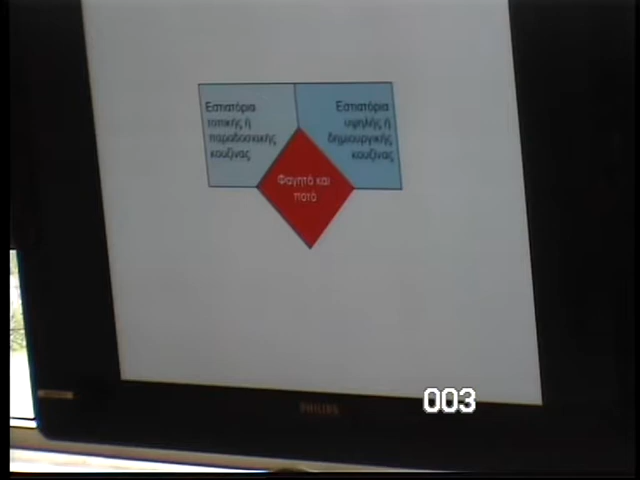 Εστιατόρια
τοπικής ή
παραδοσιακής
κουζίνας
Εστιατόρια
υψηλής ή
δημιουργικής
κουζίνας
Φαγητό και
ποτό
PHILIPS
003